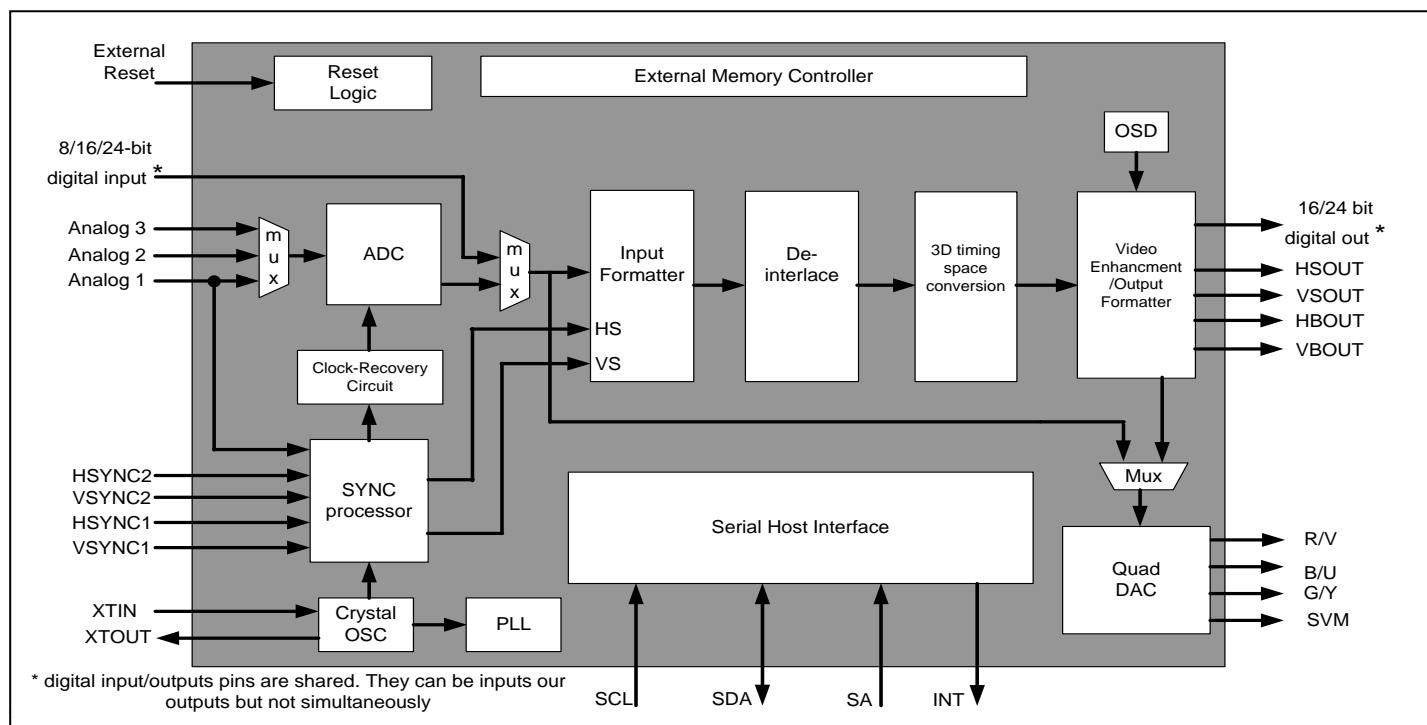 External
Reset
Reset
Logic
External Memory Controller
OSD
8/16/24-bit
digital input *
Analog 3
Analog 2
Analog 1
mux
ADC
mux
Input
Formatter
HS
VS
De-
interlace
3D timing
space
conversion
Video
Enhancment
/Output
Formatter
16/24 bit
digital out *
HSOUT
VSOUT
HBOUT
VBOUT
Clock-Recovery
Circuit
HSYNC2
VSYNC2
HSYNC1
VSYNC1
SYNC
processor
Serial Host Interface
Mux
Quad
DAC
R/V
B/U
G/Y
SVM
XTIN
XTOUT
Crystal
OSC
PLL
* digital input/outputs pins are shared. They can be inputs our
outputs but not simultaneously
SCL
SDA
SA
INT